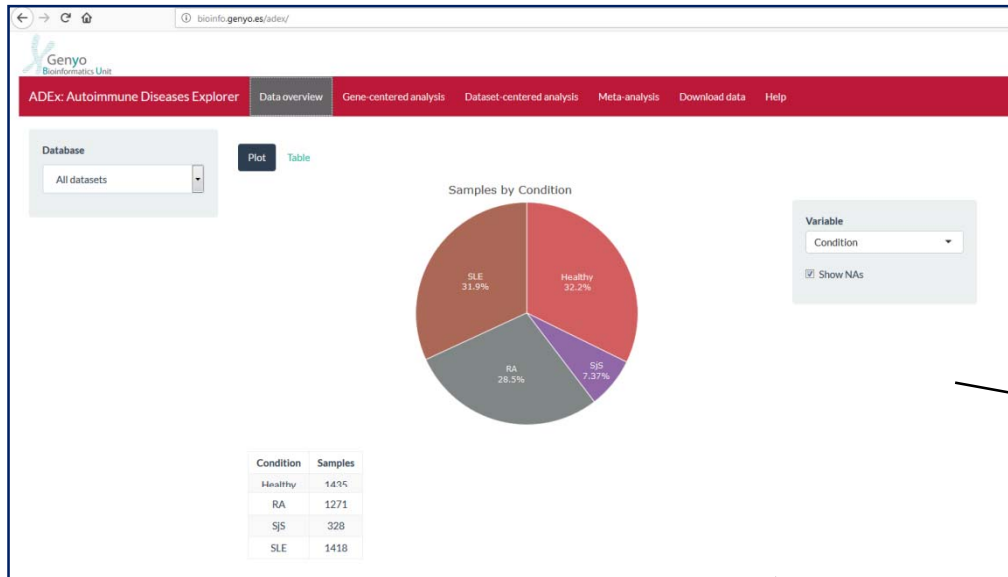 bioinfo.genyo.es/adex/
Genyo
Bioinformatics Unit
ADEx: Autoimmune Diseases Explorer Data overview Gene-centered analysis Dataset-centered analysis Meta-analysis Download data Help
Database
All datasets
Plot Table
Samples by Condition
SLE
31.9%
Healthy
32.2%
RA
28.5%
SjS
7.37%
Variable
Condition
Show NAs
Condition Samples
Healthy 1435
RA 1271
SjS 328
SLE 1418